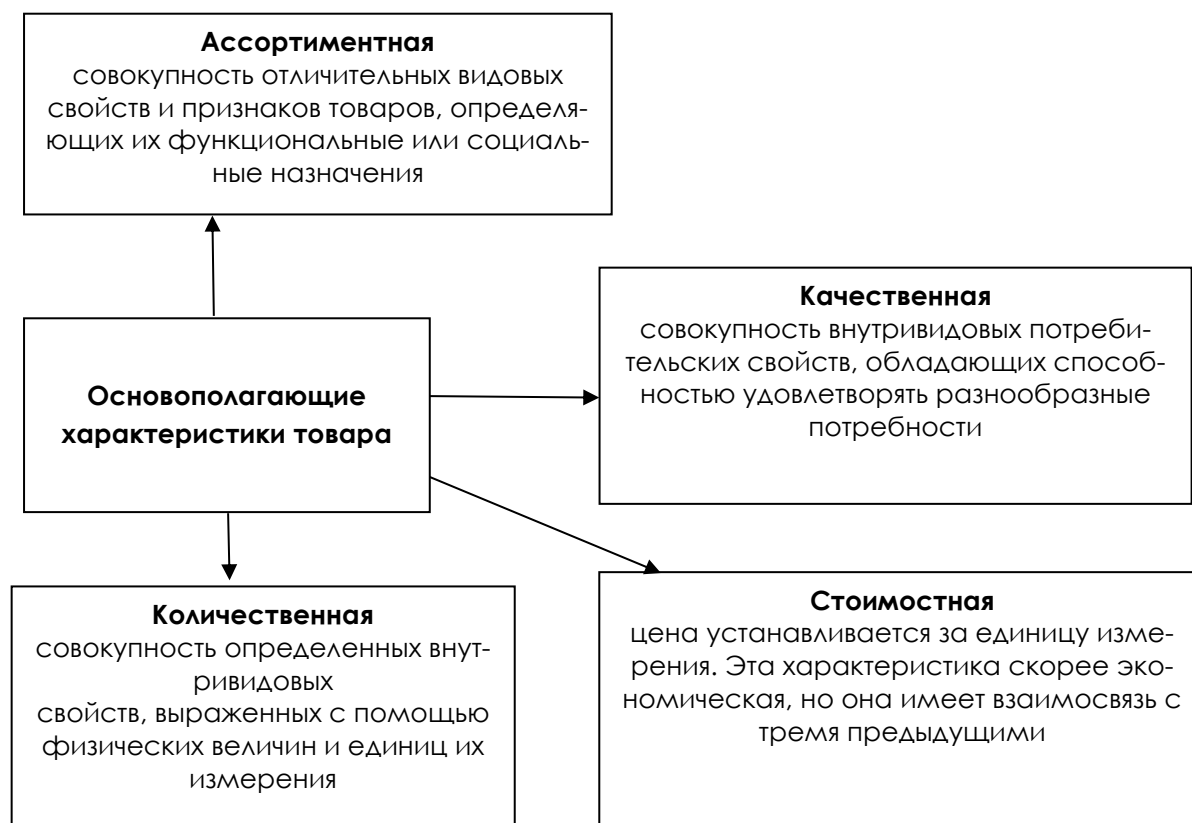 Ассортиментная
совокупность отличительных видовых
свойств и признаков товаров, определя-
ющих их функциональные или социаль-
ные назначения
Качественная
совокупность внутривидовых потреби-
тельских свойств, обладающих способ-
ностью удовлетворять разнообразные
потребности
Основополагающие
характеристики товара
Количественная
совокупность определенных внут-
ривидовых
свойств, выраженных с помощью
физических величин и единиц их
измерения
Стоимостная
цена устанавливается за единицу изме-
рения. Эта характеристика скорее эко-
номическая, но она имеет взаимосвязь с
тремя предыдущими